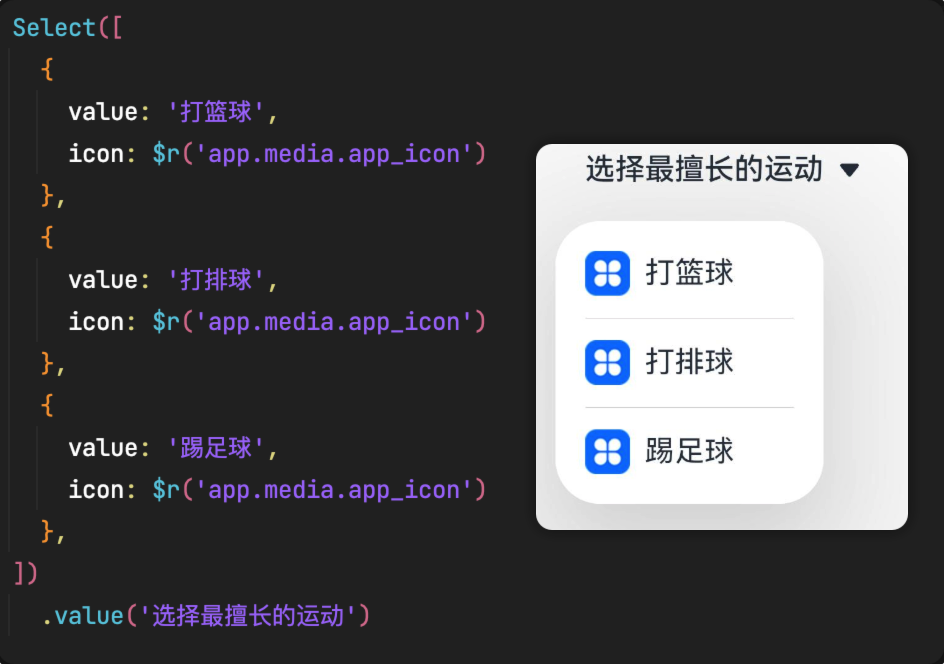 Select([
{
value: '打篮球',
icon: $r('app.media.app_icon')
},
{
value: '打排球',
icon: $r('app.media.app_icon')
},
{
value: '踢足球',
icon: $r('app.media.app_icon')
},
])
.value('选择最擅长的运动')
选择最擅长的运动
打篮球
打排球
踢足球